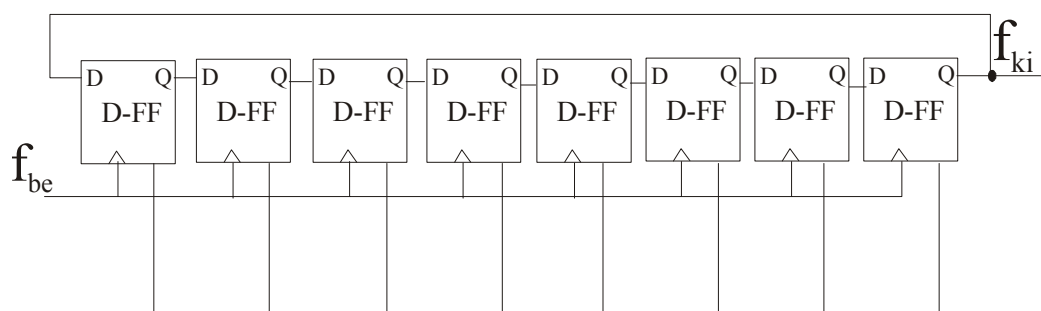 f_ki
D Q D Q D Q D Q D Q D Q D Q D Q
D-FF D-FF D-FF D-FF D-FF D-FF D-FF D-FF
f_be